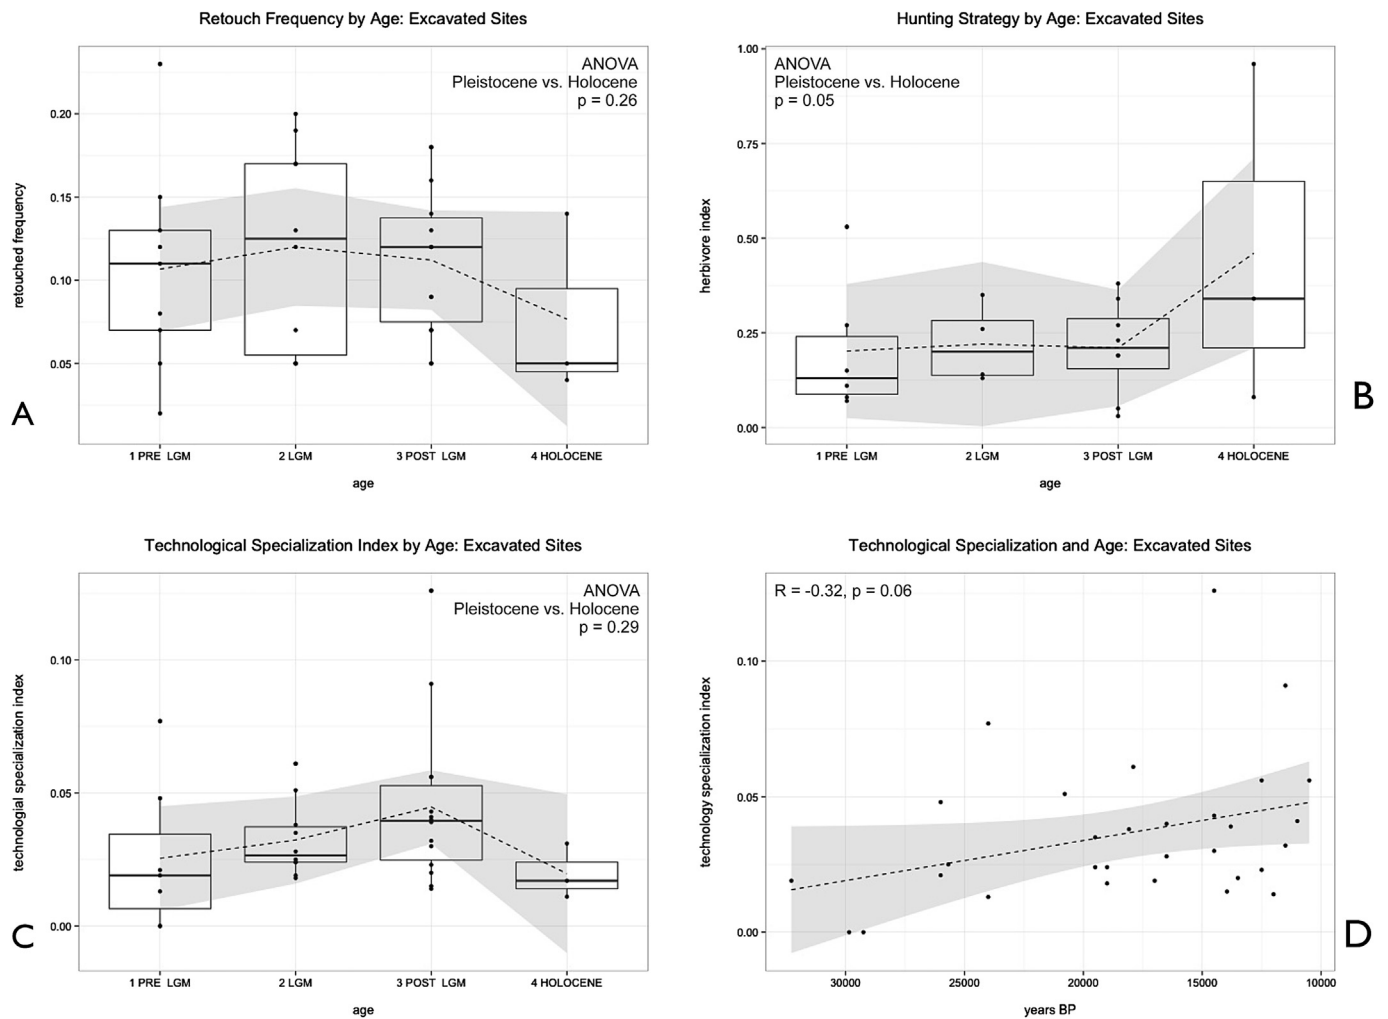 Retouch Frequency by Age: Excavated Sites
ANOVA
Pleistocene vs. Holocene
p = 0.26
retouched frequency
0.20
0.15
0.10
0.05
1 PRE LGM
2 LGM
3 POST LGM
4 HOLOCENE
age
A
Hunting Strategy by Age: Excavated Sites
ANOVA
Pleistocene vs. Holocene
p = 0.05
herbivore index
1.00
0.75
0.50
0.25
0.00
1 PRE LGM
2 LGM
3 POST LGM
4 HOLOCENE
age
B
Technological Specialization Index by Age: Excavated Sites
ANOVA
Pleistocene vs. Holocene
p = 0.29
technologial specialization index
0.10
0.05
0.00
1 PRE LGM
2 LGM
3 POST LGM
4 HOLOCENE
age
C
Technological Specialization and Age: Excavated Sites
R = -0.32, p = 0.06
technology specialization index
0.10
0.05
0.00
30000
25000
20000
15000
10000
years BP
D